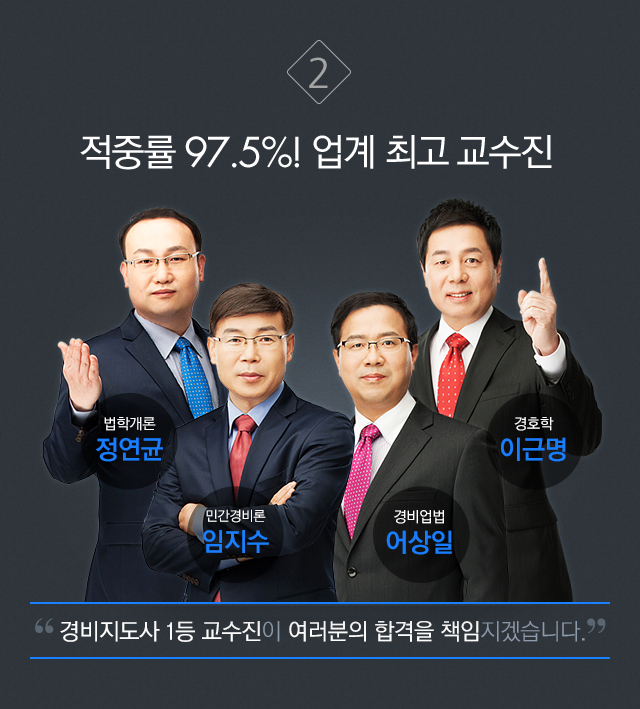 2
적중률 97.5%! 업계 최고 교수진
법학개론
정연균
경호학
이근명
민간경비론
임지수
경비업법
어상일
“경비지도사 1등 교수진이 여러분의 합격을 책임지겠습니다.”